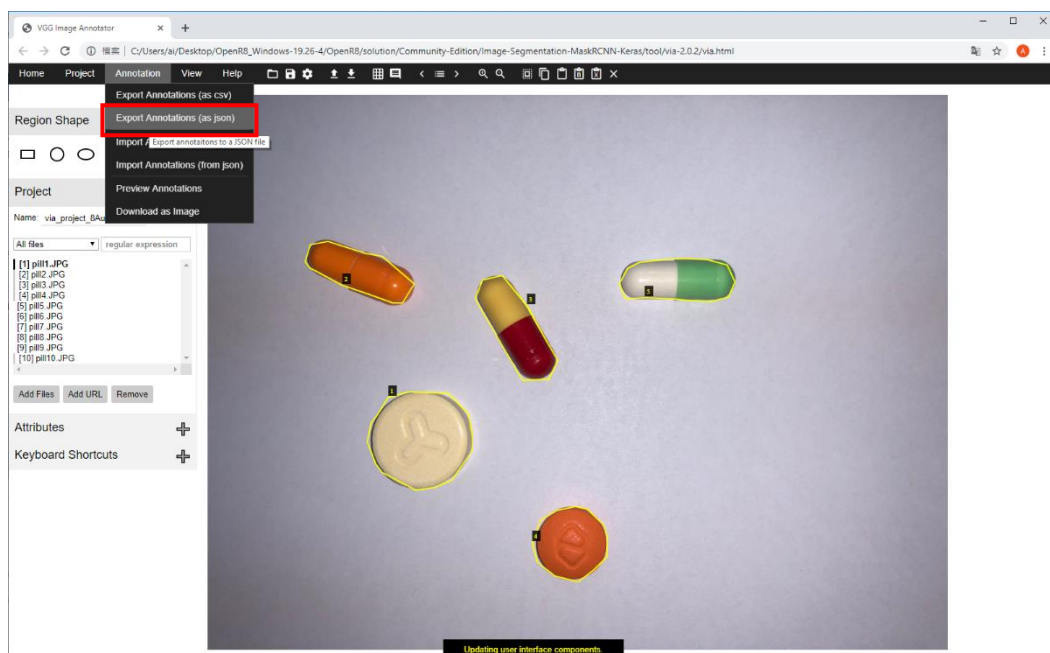 VGG Image Annotator
檔案 | C:/Users/ai/Desktop/OpenR8_Windows-19.26-4/OpenR8/solution/Community-Edition/Image-Segmentation-MaskRCNN-Keras/tool/via-2.0.2/via.html
A
Home Project Annotation View Help
Export Annotations (as csv)
Region Shape
Export Annotations (as json)
Import A
Export annotaitons to a JSON file
Import Annotations (from json)
Project
Preview Annotations
Name: via_project_8Au
Download as Image
All files regular expression
[1] pill1.JPG
[2] pill2.JPG
[3] pill3.JPG
[4] pill4.JPG
[5] pill5.JPG
[6] pill6.JPG
[7] pill7.JPG
[8] pill8.JPG
[9] pill9.JPG
[10] pill10.JPG
Add Files Add URL Remove
Attributes
Keyboard Shortcuts
2
3
5
1
4
Updating user interface components.